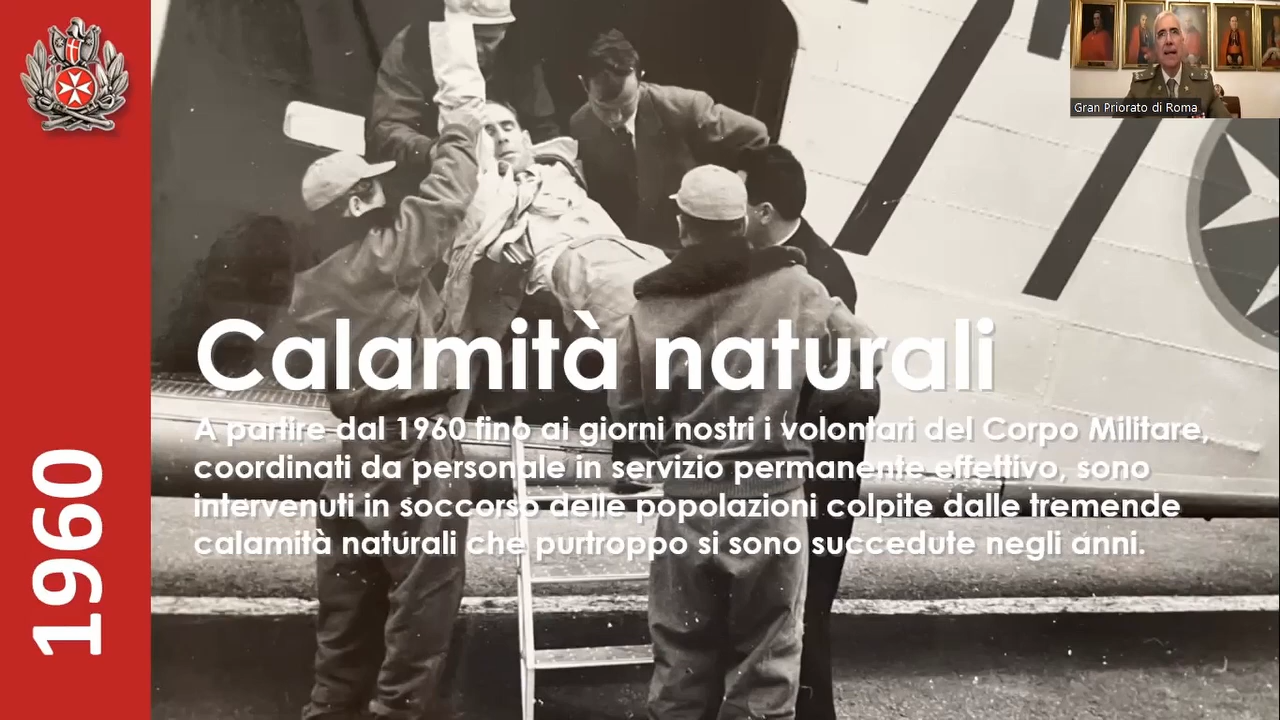 Gran Priorato di Roma
Calamità naturali
A partire dal 1960 fino ai giorni nostri i volontari del Corpo Militare,
coordinati da personale in servizio permanente effettivo, sono
intervenuti in soccorso delle popolazioni colpite dalle tremende
calamità naturali che purtroppo si sono succedute negli anni.
1960